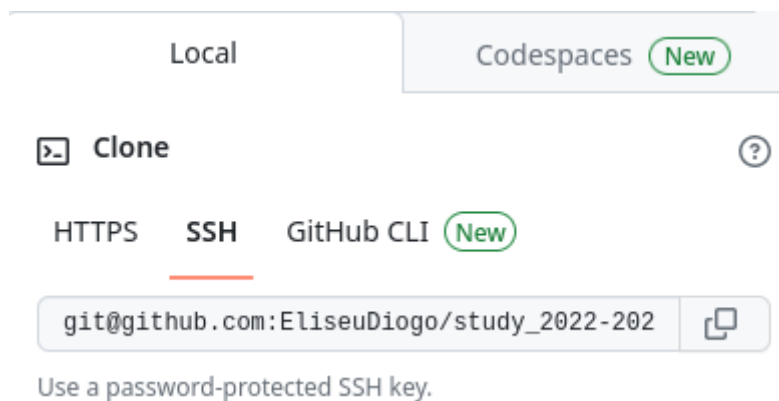 Local Codespaces New
Clone
HTTPS SSH GitHub CLI New
git@github.com:EliseuDiogo/study_2022-202
Use a password-protected SSH key.